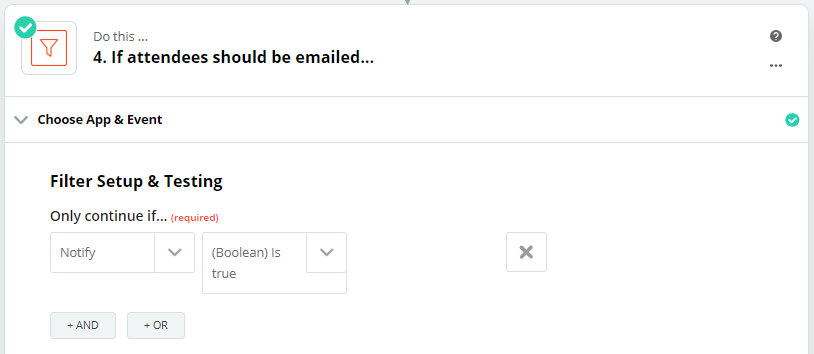 Do this ...
4. If attendees should be emailed...
Choose App & Event
Filter Setup & Testing
Only continue if... (required)
Notify
(Boolean) Is
true
+ AND
+ OR